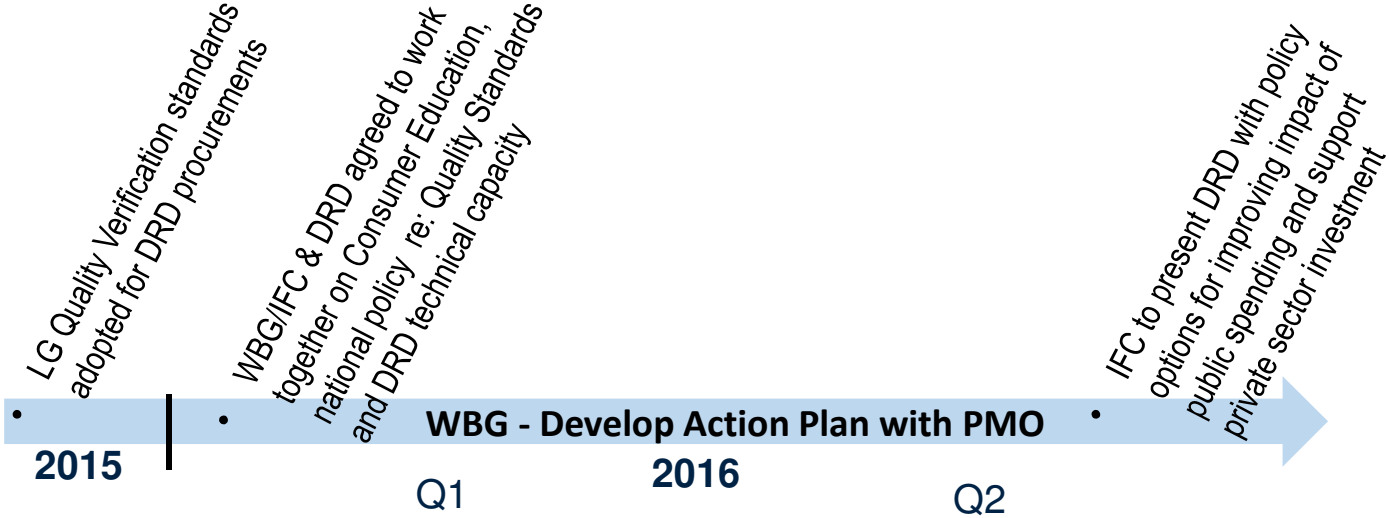 LG Quality Verification standards
adopted for DRD procurements
WBG/IFC & DRD agreed to work
together on Consumer Education,
national policy re: Quality Standards
and DRD technical capacity
IFC to present DRD with policy
options for improving impact of
public spending and support
private sector investment
WBG - Develop Action Plan with PMO
2015
2016
Q1
Q2